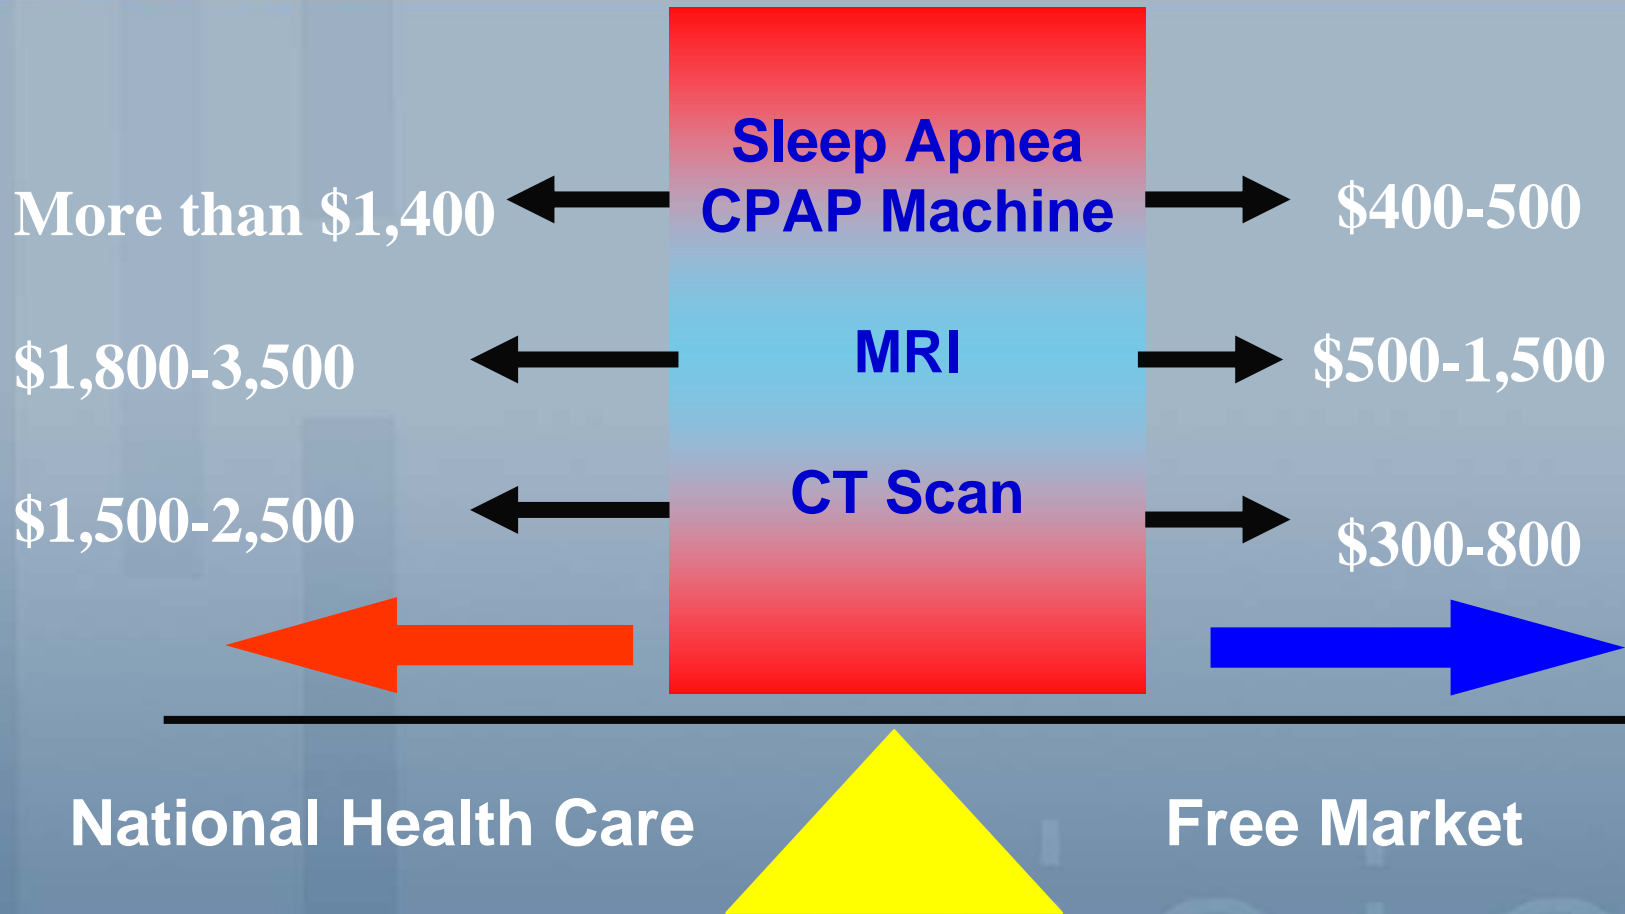 Sleep Apnea
CPAP Machine
More than $1,400
$400-500
MRI
$1,800-3,500
$500-1,500
CT Scan
$1,500-2,500
$300-800
National Health Care
Free Market